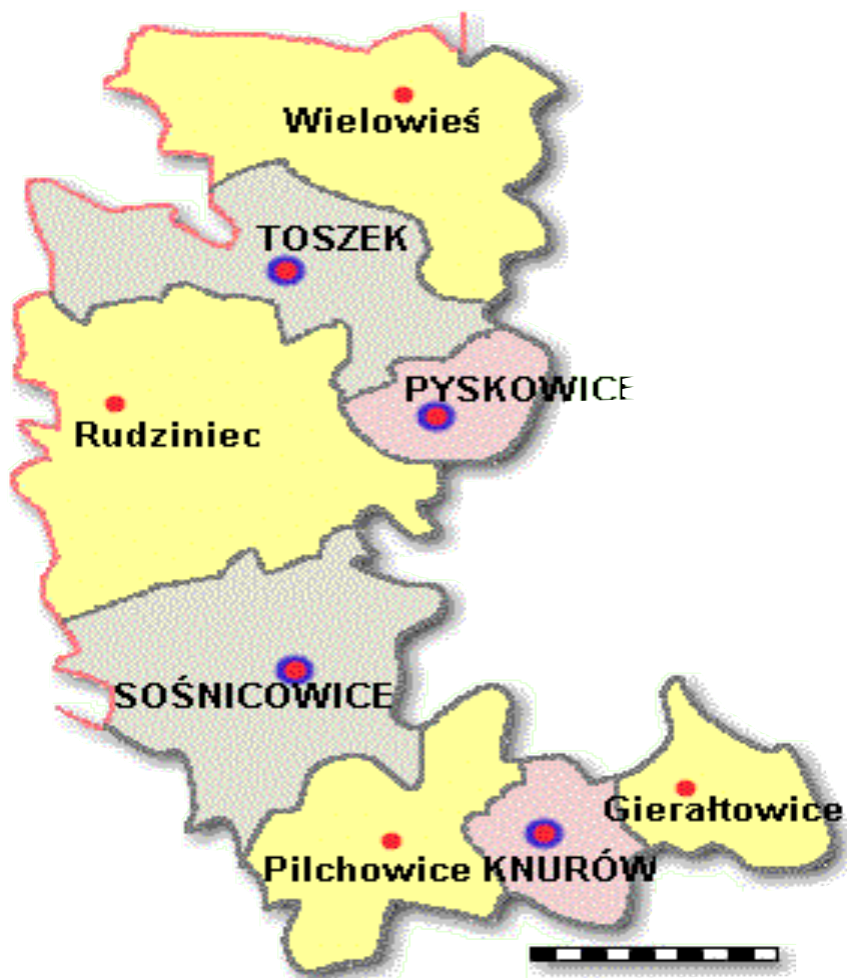 Wielowieś
TOSZEK
PYSKOWICE
Rudziniec
SOŚNICOWICE
Gierałtowice
Pilchowice
KNURÓW